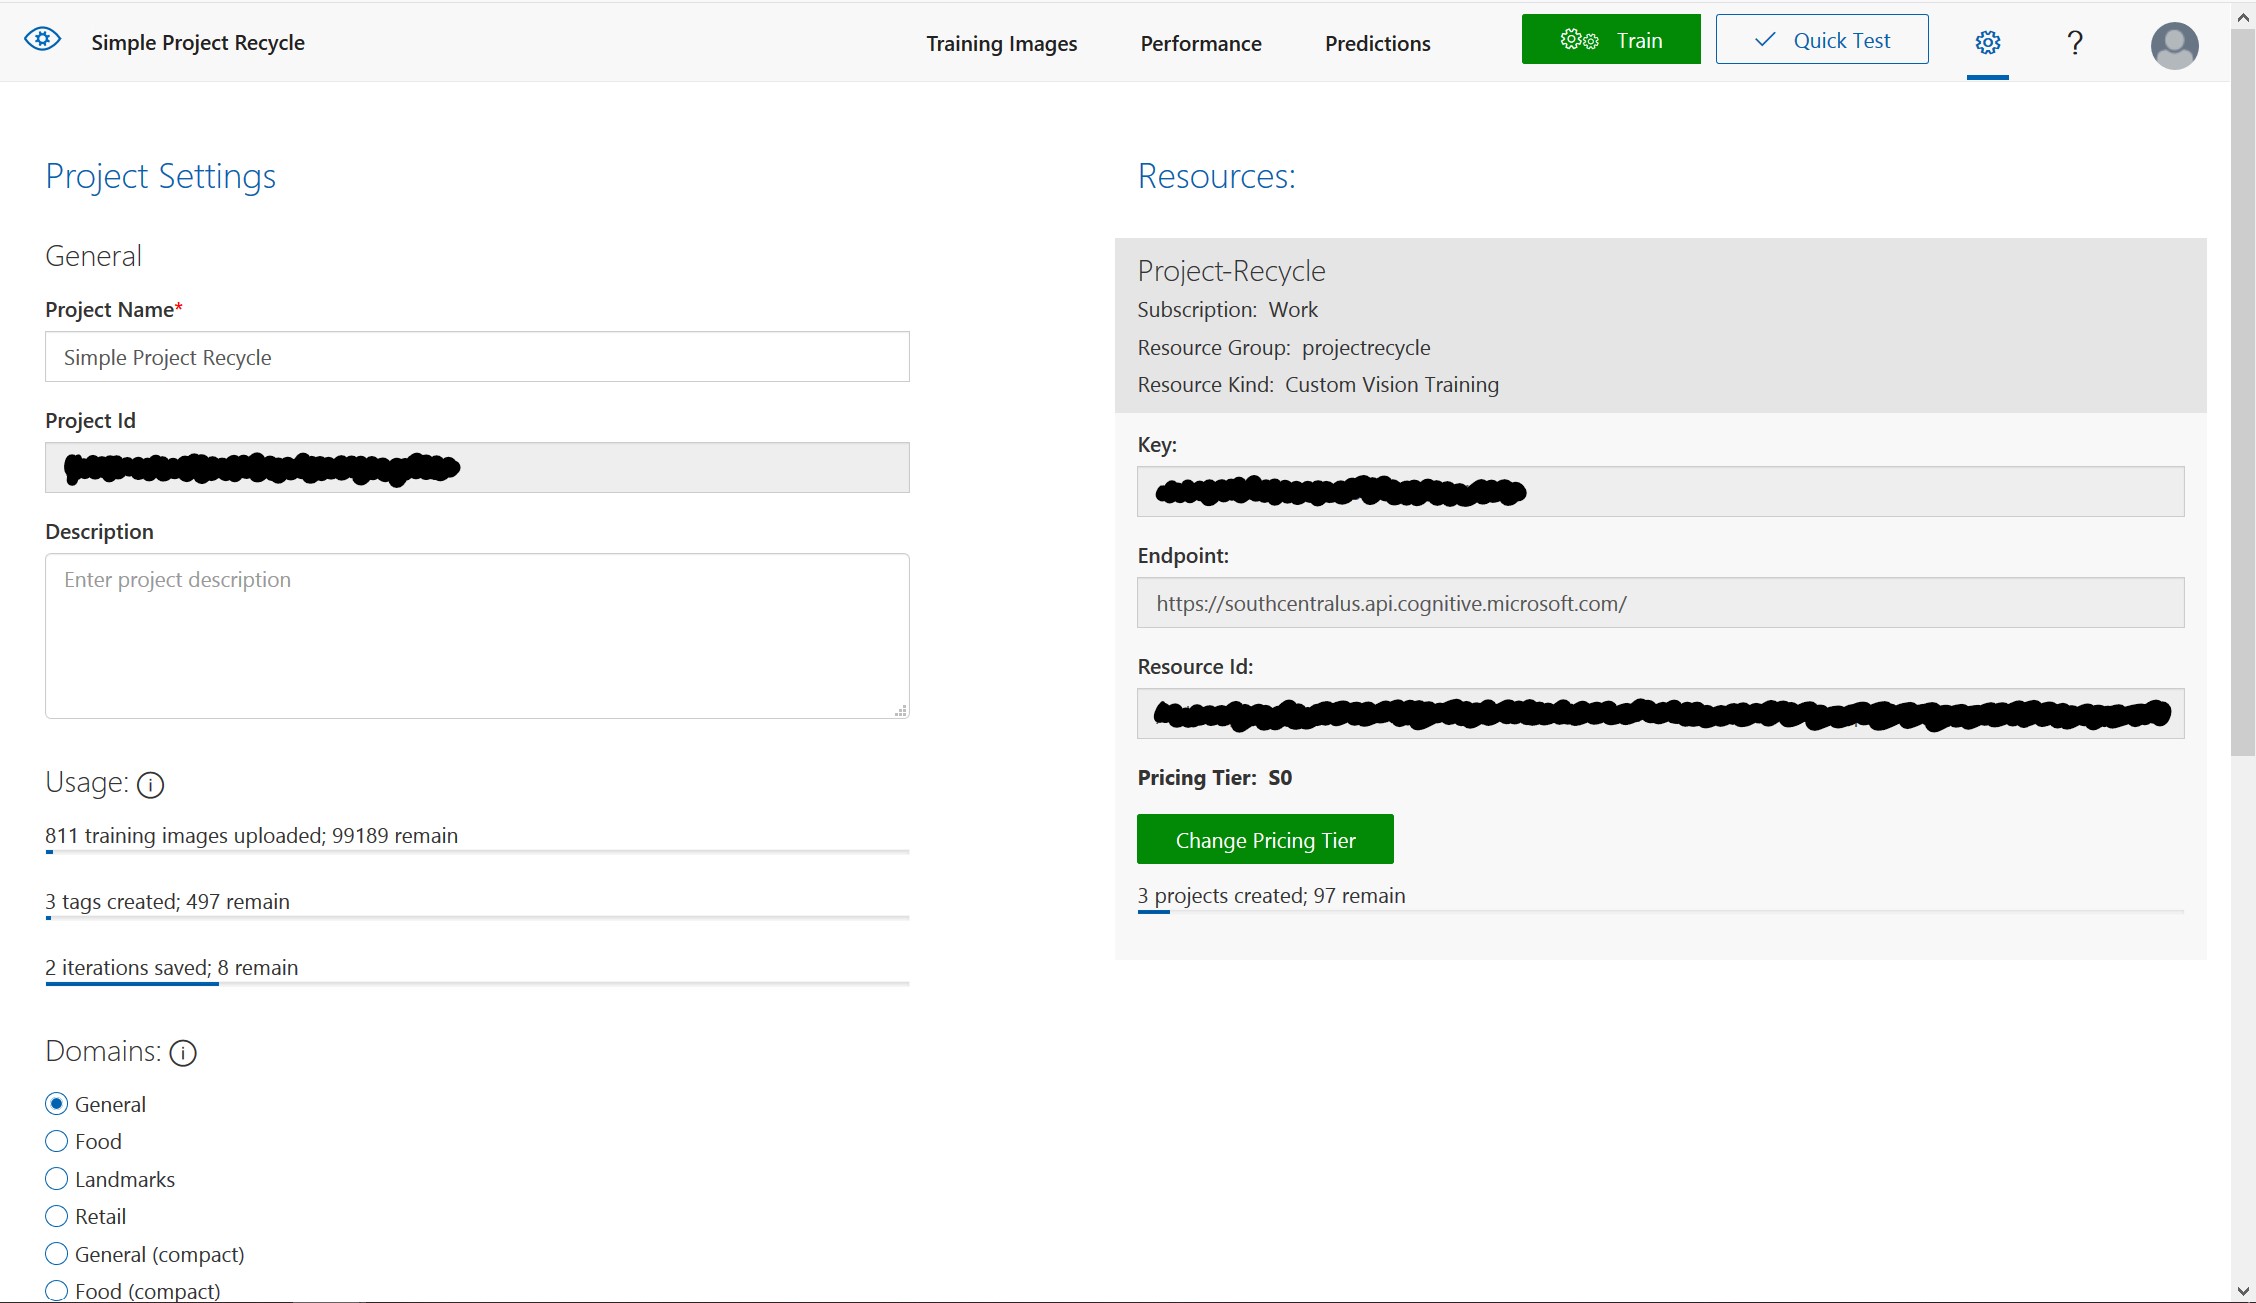 Simple Project Recycle
Training Images
Performance
Predictions
Train
Quick Test
?
Project Settings
General
Project Name*
Simple Project Recycle
Project Id
Description
Enter project description
Usage:
811 training images uploaded; 99189 remain
3 tags created; 497 remain
2 iterations saved; 8 remain
Domains:
General
Food
Landmarks
Retail
General (compact)
Food (compact)
Resources:
Project-Recycle
Subscription: Work
Resource Group: projectrecycle
Resource Kind: Custom Vision Training
Key:
Endpoint:
https://southcentralus.api.cognitive.microsoft.com/
Resource Id:
Pricing Tier: S0
Change Pricing Tier
3 projects created; 97 remain